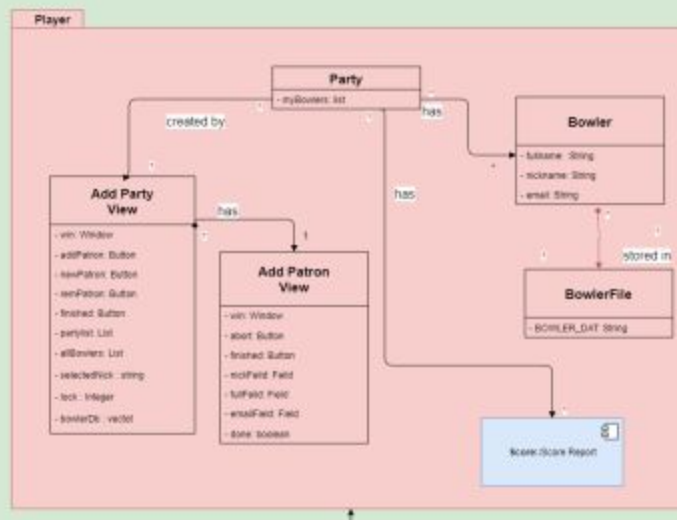 Player
Party
- myBowlers: list
created by
has
has
Bowler
- fullname : String
- nickname: String
- email: String
stored in
BowlerFile
- BOWLER_DAT: String
Add Party
View
- win: Window
- addPatron: Button
- newPatron: Button
- remPatron: Button
- finished: Button
- partylist: List
- allBowlers: List
- selectedNick : string
- lock : Integer
- bowlerDb : vector
has
1
Add Patron
View
- win: Window
- abort: Button
- finished: Button
- nickField: Field
- fullField: Field
- emailField: Field
- done: boolean
Score::Score Report